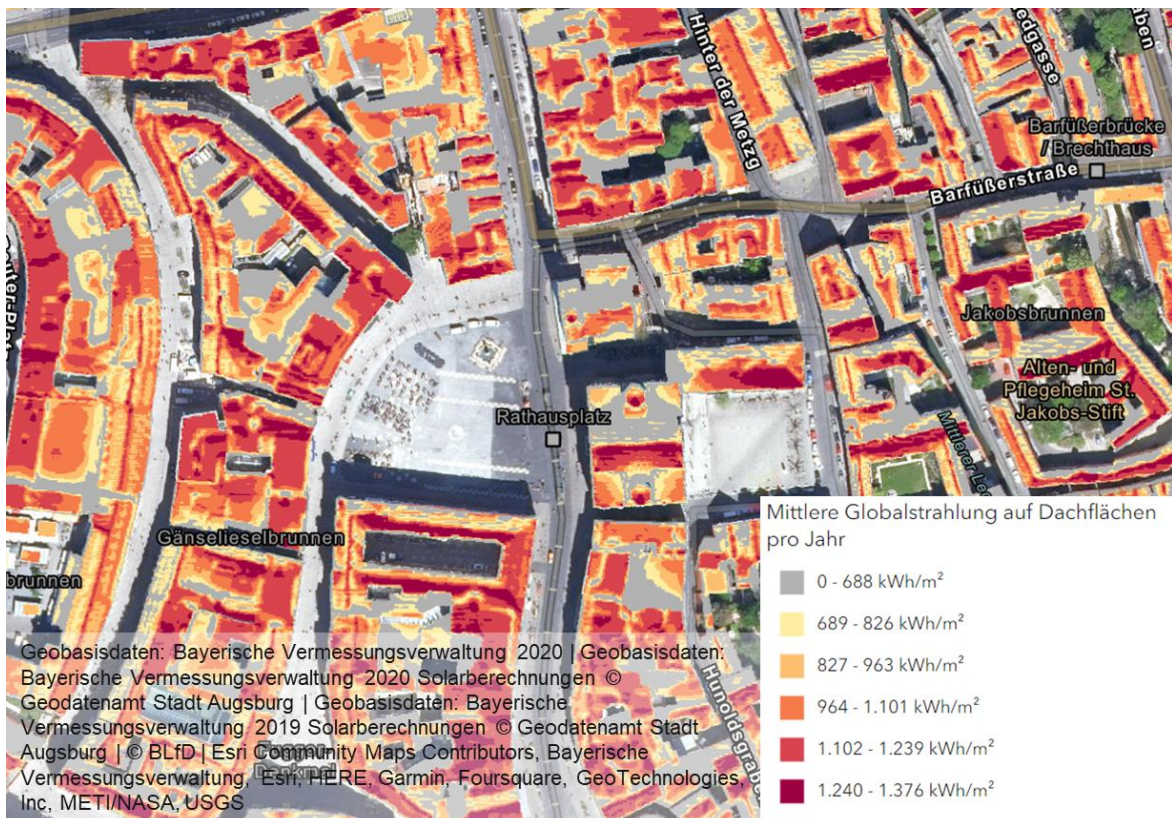 Hinter der Metzg
edgasse
aben
Barfüßerbrücke
/ Brechthaus
Barfüßerstraße
Jakobsbrunnen
Alten- und
Pflegeheim St.
Jakobs-Stift
Rathausplatz
Mittlerer Lec
Gänselieselbrunnen
brunnen
Hunoldsgrabe
Mittlere Globalstrahlung auf Dachflächen
pro Jahr
0 - 688 kWh/m²
689 - 826 kWh/m²
827 - 963 kWh/m²
964 - 1.101 kWh/m²
1.102 - 1.239 kWh/m²
1.240 - 1.376 kWh/m²
Geobasisdaten: Bayerische Vermessungsverwaltung 2020 | Geobasisdaten:
Bayerische Vermessungsverwaltung 2020 Solarberechnungen ©
Geodatenamt Stadt Augsburg | Geobasisdaten: Bayerische
Vermessungsverwaltung 2019 Solarberechnungen © Geodatenamt Stadt
Augsburg | © BLfD | Esri Community Maps Contributors, Bayerische
Vermessungsverwaltung, Esri, HERE, Garmin, Foursquare, GeoTechnologies,
Inc, METI/NASA, USGS